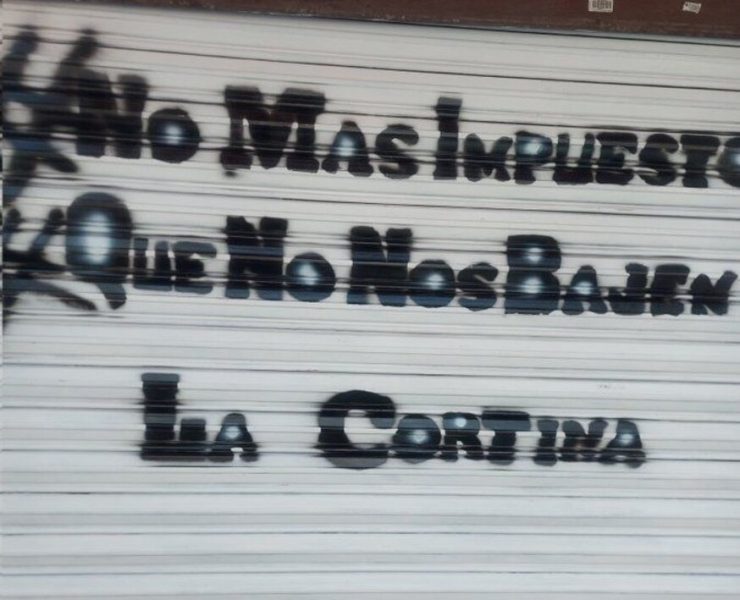 No Mas Impuesto
Que No Nos Bajen
La Cortina